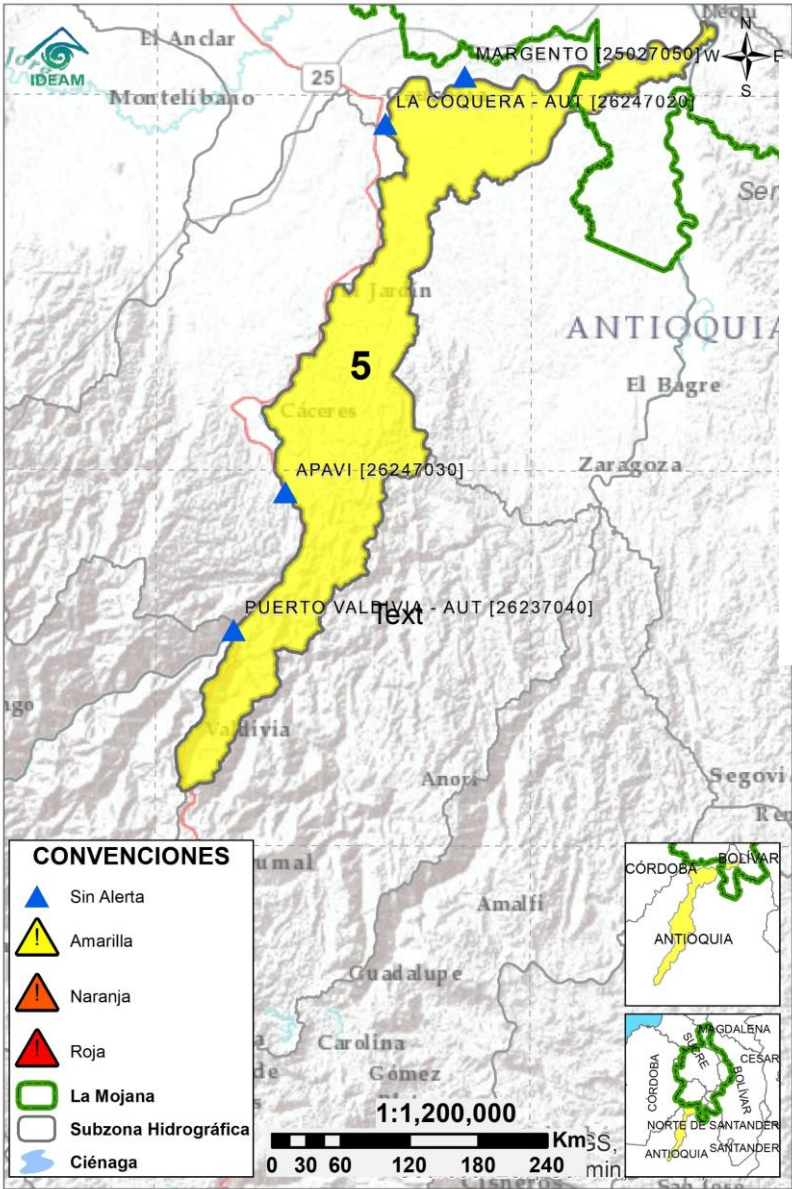 Nechí
N
El Anclar
MARGENTO [25027050]
W
E
IDEAM
25
S
Montelíbano
LA COQUERA - AUT [26247020]
Jardín
ANTIOQUIA
5
El Bagre
Cáceres
Zaragoza
APAVI [26247030]
PUERTO VALDIVIA - AUT [26237040]
Text
Valdivia
Anorí
CONVENCIONES
Sin Alerta
Amarilla
Naranja
Roja
La Mojana
Subzona Hidrográfica
Ciénaga
Amalfi
Guadalupe
Carolina
Gómez
1:1,200,000
Km
0 30 60 120 180 240
BOLÍVAR
CÓRDOBA
ANTIOQUIA
MAGDALENA
SUCRE
CESAR
CÓRDOBA
BOLÍVAR
NORTE DE SANTANDER
ANTIOQUIA
SANTANDER
San José